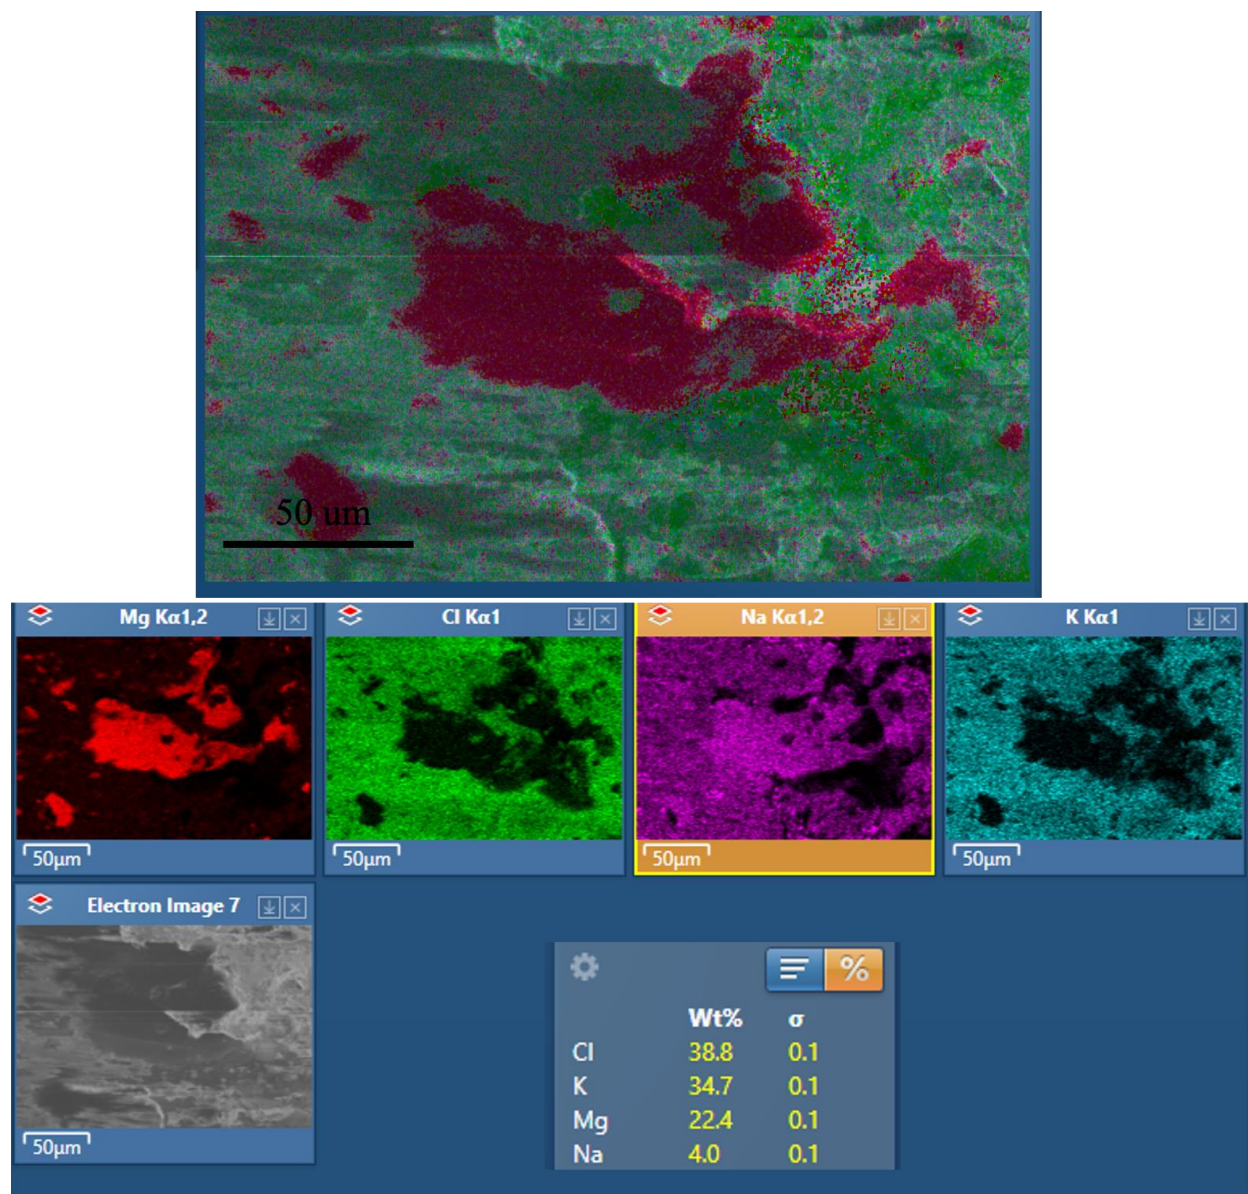 50 um
Mg Kα1,2
Cl Kα1
Na Kα1,2
K Kα1
50µm
50µm
50µm
50µm
Electron Image 7
50µm
%
Wt% σ
Cl 38.8 0.1
K 34.7 0.1
Mg 22.4 0.1
Na 4.0 0.1